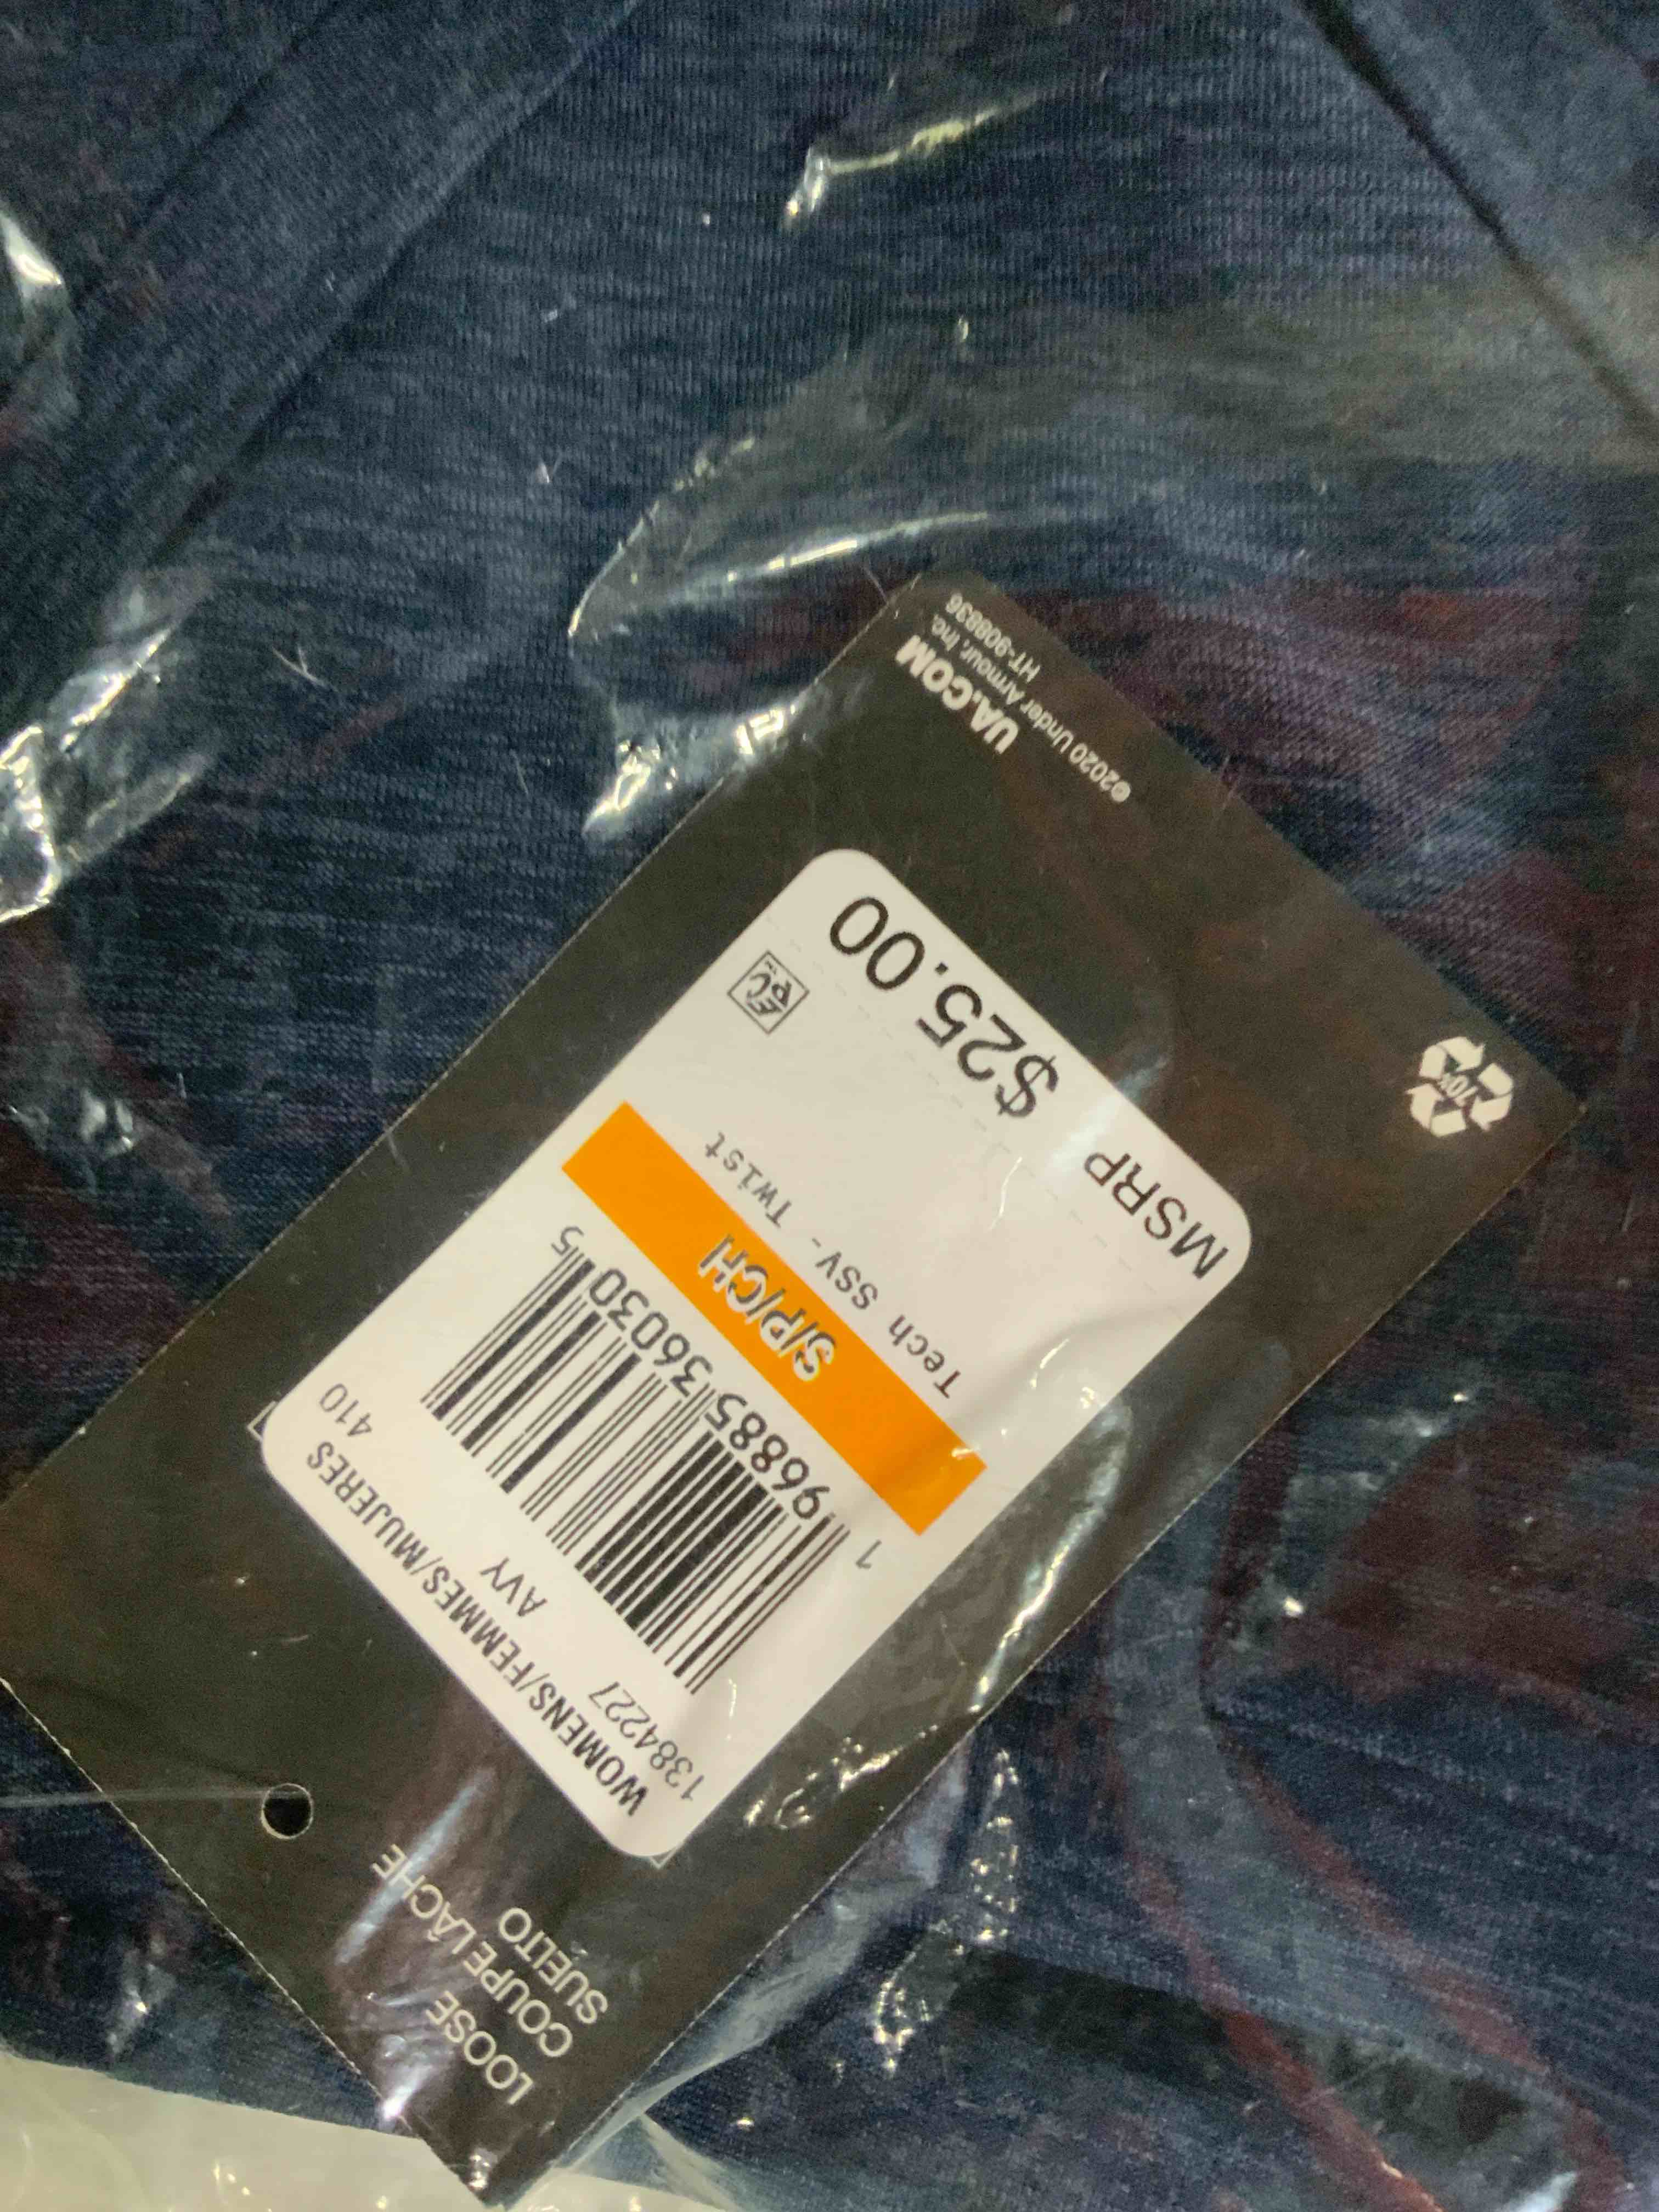 LOOSE
COUPE LÂCHE
SUELTO
WOMENS/FEMMES/MUJERES
1384227 AVY 410
1 96885 36030 5
S/P/CH
Tech SSV- Twist
MSRP $25.00
UA.COM
©2020 Under Armour, Inc.
HT-9088836